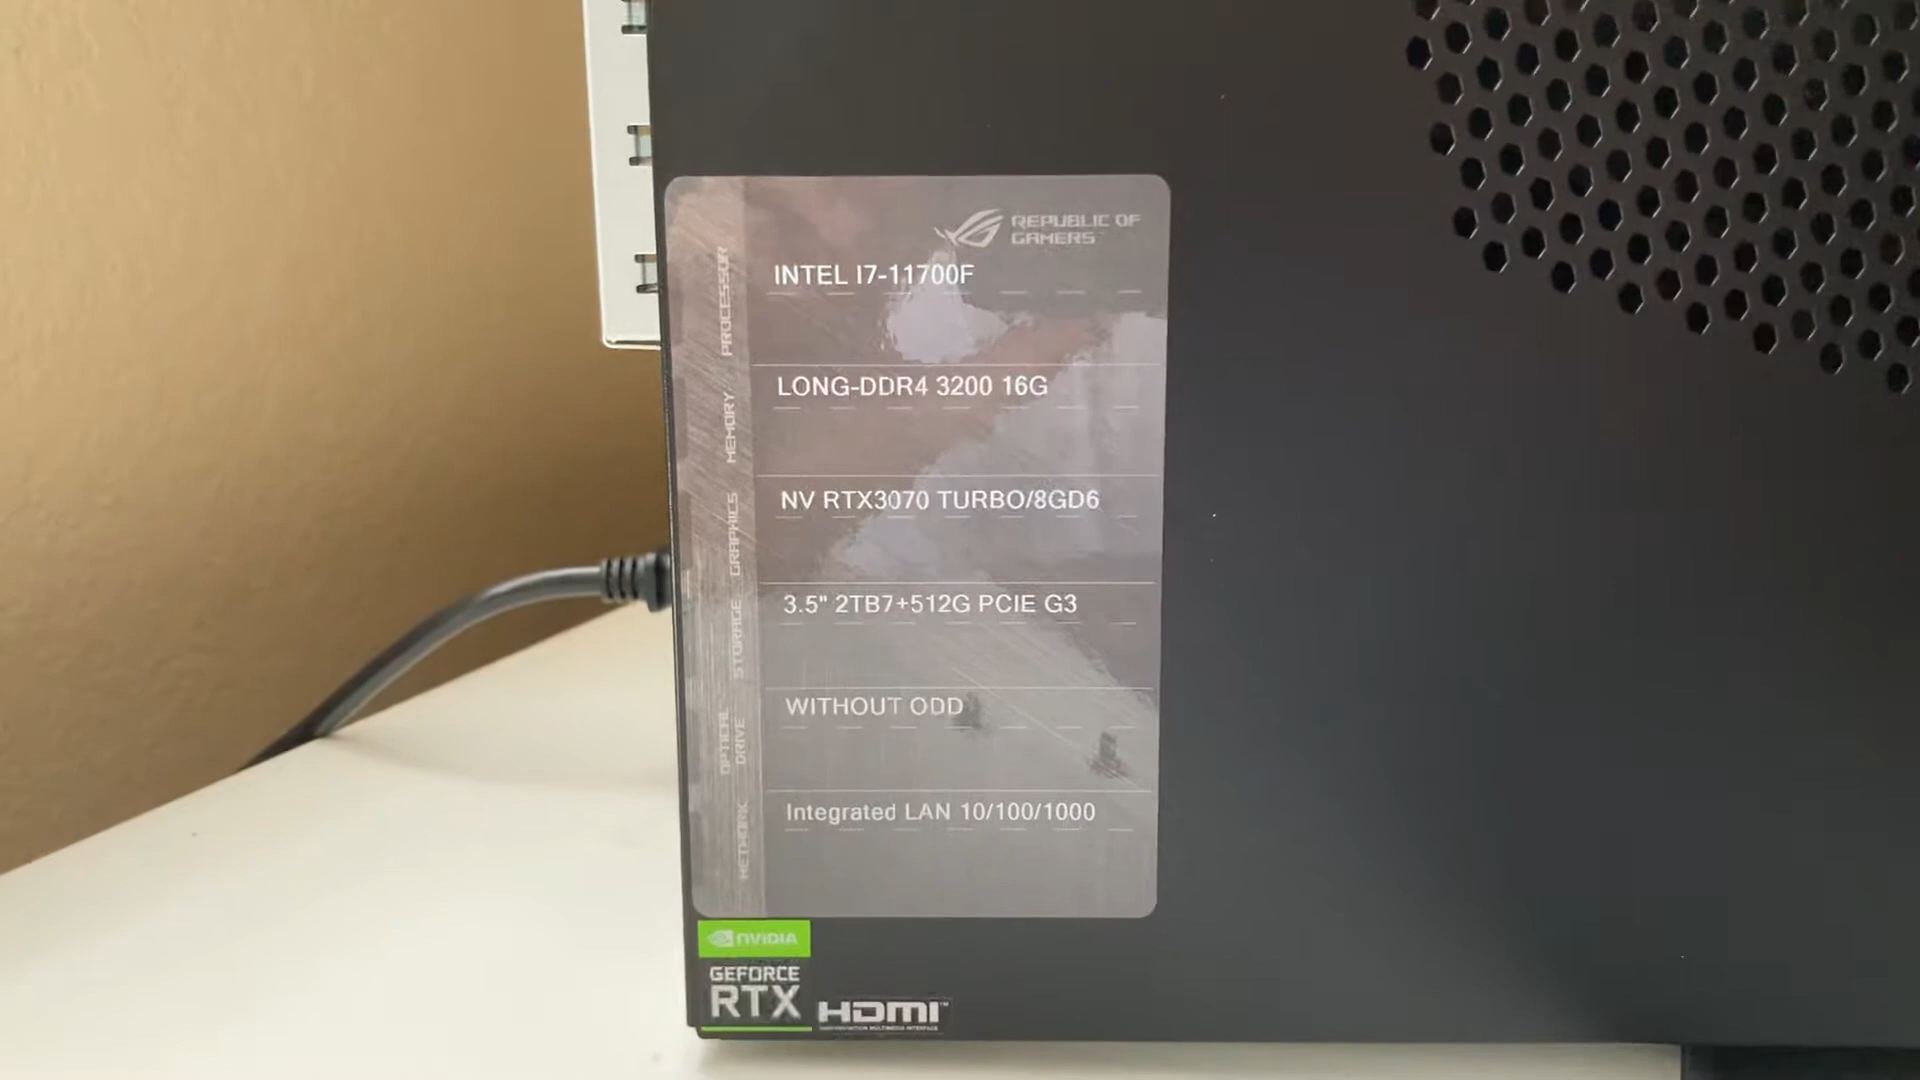 REPUBLIC OF
GAMERS
PROCESSOR
INTEL I7-11700F
MEMORY
LONG-DDR4 3200 16G
GRAPHICS
NV RTX3070 TURBO/8GD6
STORAGE
3.5" 2TB7+512G PCIE G3
OPTICAL
DRIVE
WITHOUT ODD
NETWORK
Integrated LAN 10/100/1000
NVIDIA
GEFORCE
RTX
HDMI™